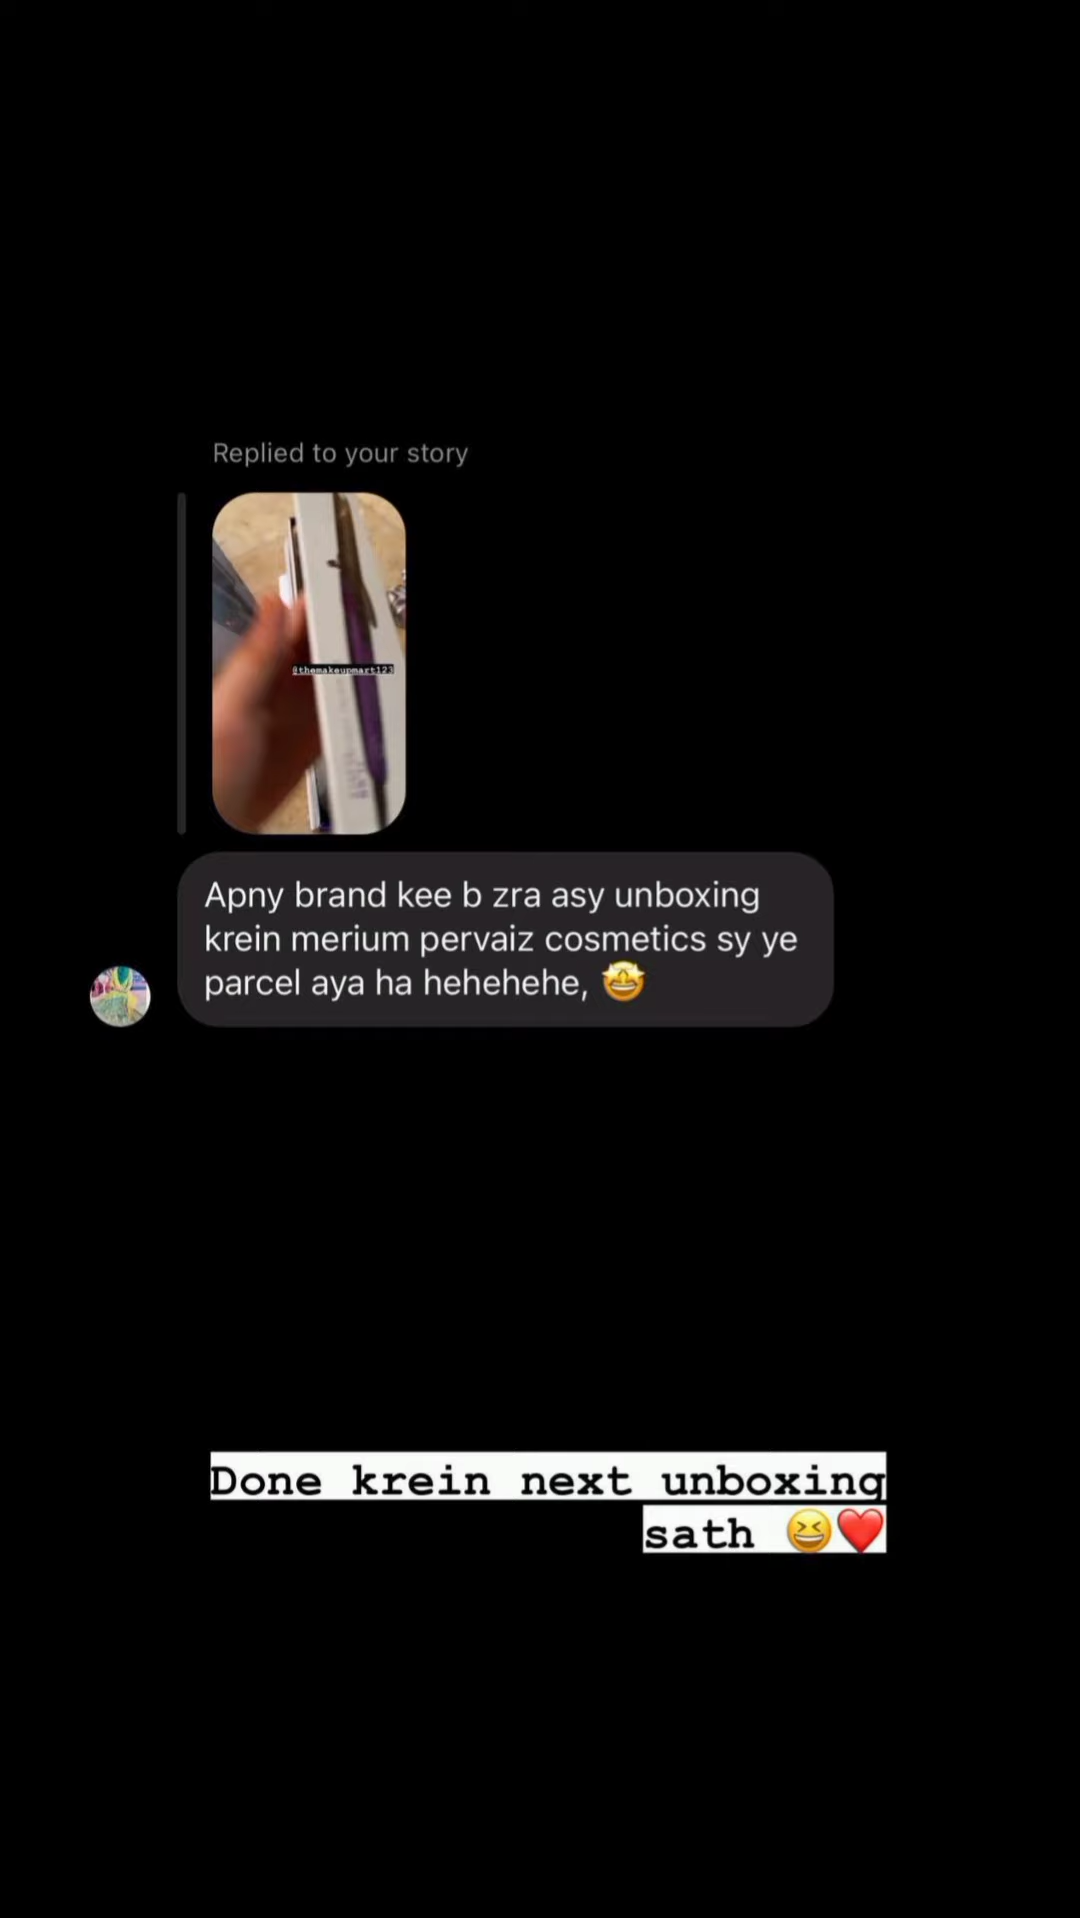 Replied to your story
@themakeupmart123
Apny brand kee b zra asy unboxing
krein merium pervaiz cosmetics sy ye
parcel aya ha hehehehe, 🤩
Done krein next unboxing
sath 😆❤️